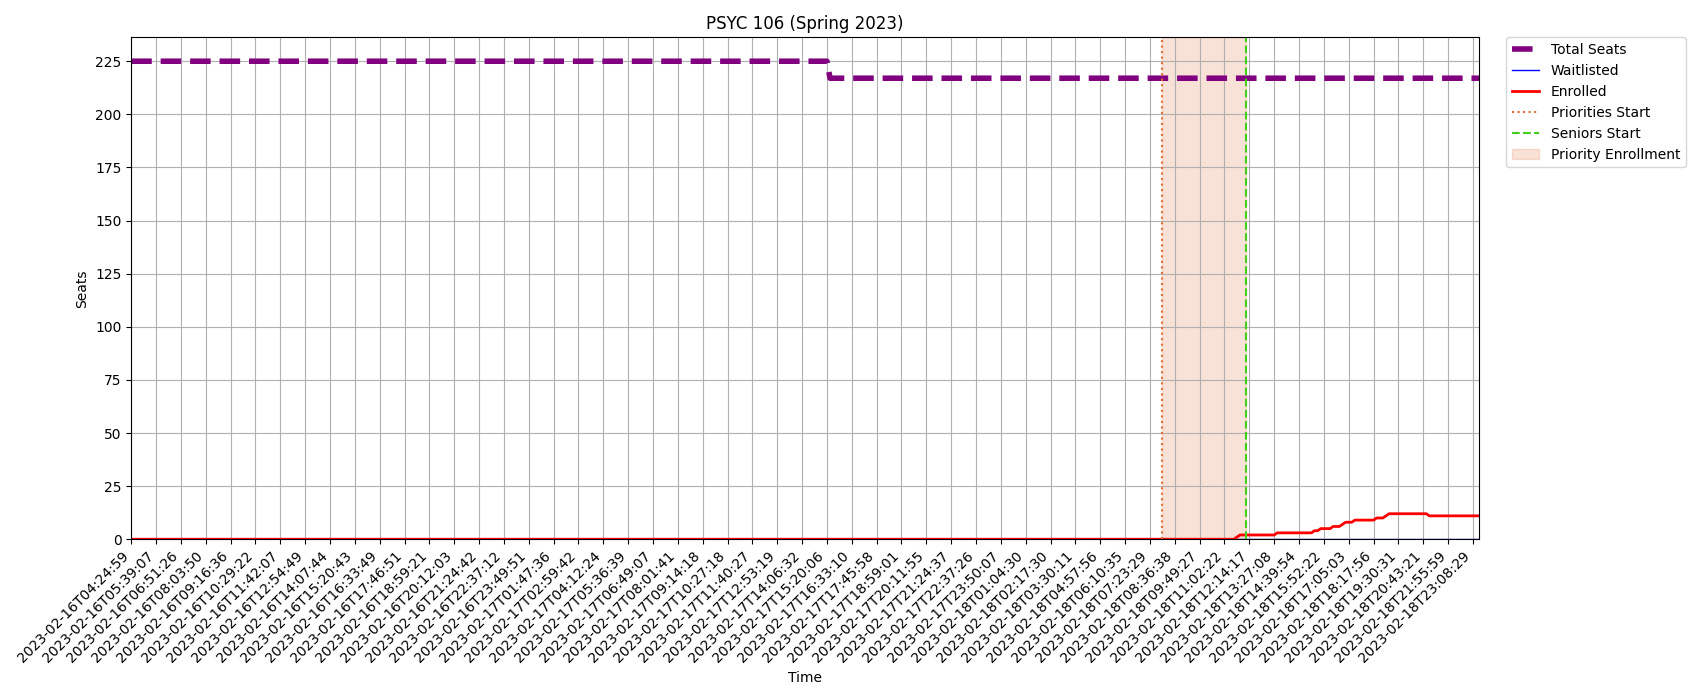 PSYC 106 (Spring 2023)
Total Seats
Waitlisted
Enrolled
Priorities Start
Seniors Start
Priority Enrollment
Seats
225
200
175
150
125
100
75
50
25
0
2023-02-16T04:24:59
2023-02-16T05:39:07
2023-02-16T06:51:26
2023-02-16T08:03:50
2023-02-16T09:16:36
2023-02-16T10:29:22
2023-02-16T11:42:07
2023-02-16T12:54:49
2023-02-16T14:07:44
2023-02-16T15:20:43
2023-02-16T16:33:49
2023-02-16T17:46:51
2023-02-16T18:59:21
2023-02-16T20:12:03
2023-02-16T21:24:42
2023-02-16T22:37:12
2023-02-16T23:49:51
2023-02-17T01:47:36
2023-02-17T02:59:42
2023-02-17T04:12:24
2023-02-17T05:36:39
2023-02-17T06:49:07
2023-02-17T08:01:41
2023-02-17T09:14:18
2023-02-17T10:27:18
2023-02-17T11:40:27
2023-02-17T12:53:19
2023-02-17T14:06:32
2023-02-17T15:20:06
2023-02-17T16:33:10
2023-02-17T17:45:58
2023-02-17T18:59:01
2023-02-17T20:11:55
2023-02-17T21:24:37
2023-02-17T22:37:26
2023-02-17T23:50:07
2023-02-18T01:04:30
2023-02-18T02:17:30
2023-02-18T03:30:11
2023-02-18T04:57:56
2023-02-18T06:10:35
2023-02-18T07:23:29
2023-02-18T08:36:38
2023-02-18T09:49:27
2023-02-18T11:02:22
2023-02-18T12:14:17
2023-02-18T13:27:08
2023-02-18T14:39:54
2023-02-18T15:52:22
2023-02-18T17:05:03
2023-02-18T18:17:56
2023-02-18T19:30:31
2023-02-18T20:43:21
2023-02-18T21:55:59
2023-02-18T23:08:29
Time